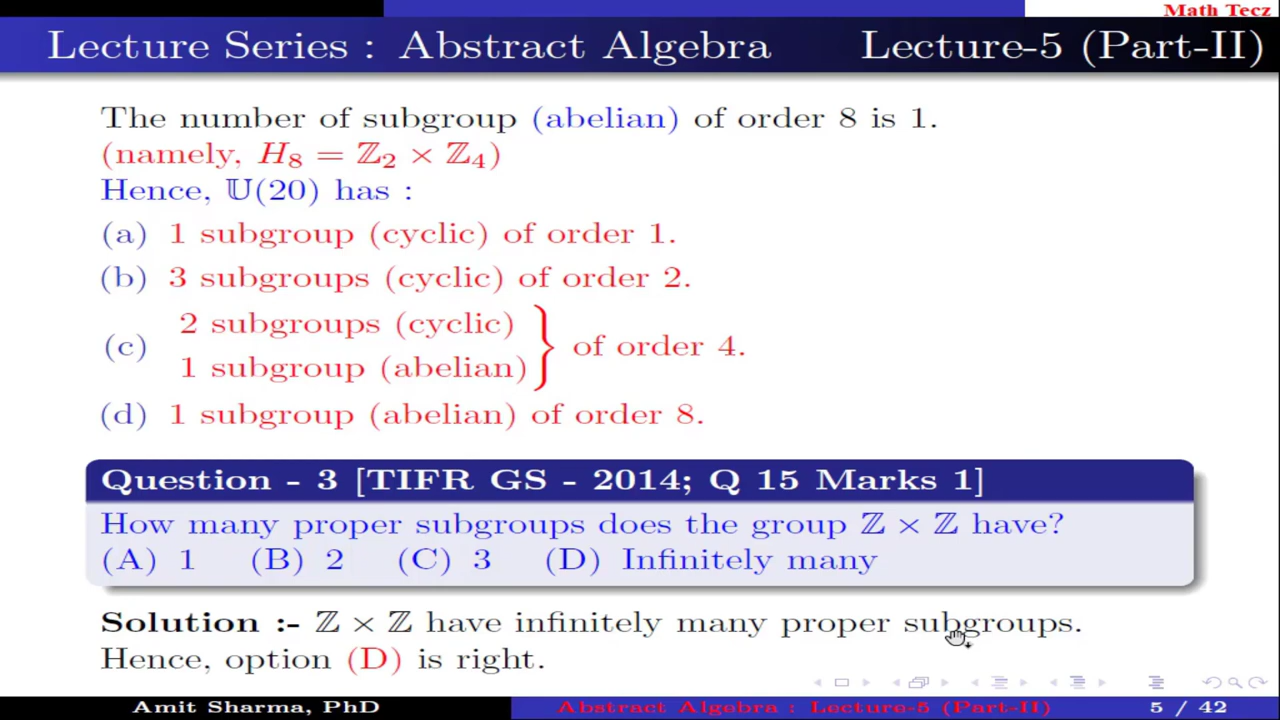 Math Tecz
Lecture Series : Abstract Algebra Lecture-5 (Part-II)
The number of subgroup (abelian) of order 8 is 1.
(namely, H₈ = ℤ₂ × ℤ₄)
Hence, 𝕌(20) has :
(a) 1 subgroup (cyclic) of order 1.
(b) 3 subgroups (cyclic) of order 2.
(c) 2 subgroups (cyclic)
1 subgroup (abelian) } of order 4.
(d) 1 subgroup (abelian) of order 8.
Question - 3 [TIFR GS - 2014; Q 15 Marks 1]
How many proper subgroups does the group ℤ × ℤ have?
(A) 1 (B) 2 (C) 3 (D) Infinitely many
Solution :- ℤ × ℤ have infinitely many proper subgroups.
Hence, option (D) is right.
Amit Sharma, PhD Abstract Algebra : Lecture-5 (Part-II) 5 / 42